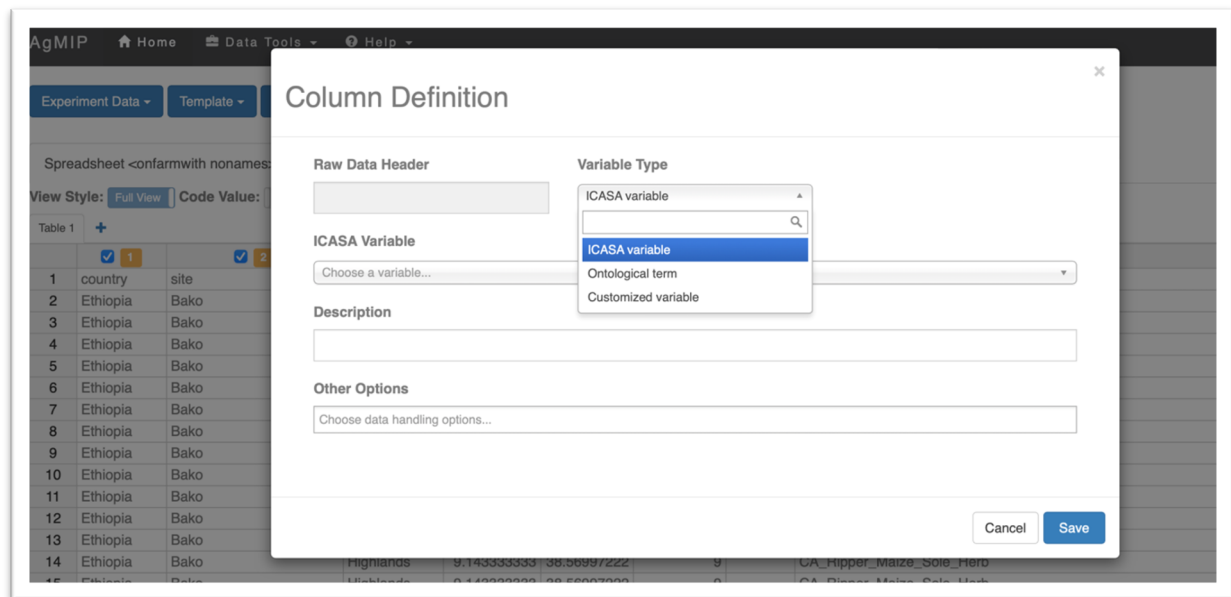 AgMIP Home Data Tools Help
Column Definition
×
Experiment Data Template
Raw Data Header Variable Type
Spreadsheet <onfarmwith nonames:
ICASA variable
View Style: Full View Code Value:
Table 1 +
ICASA Variable
ICASA variable
1 2
Choose a variable...
Ontological term
Customized variable
1 country site
2 Ethiopia Bako
3 Ethiopia Bako
Description
4 Ethiopia Bako
5 Ethiopia Bako
6 Ethiopia Bako
Other Options
7 Ethiopia Bako
Choose data handling options...
8 Ethiopia Bako
9 Ethiopia Bako
10 Ethiopia Bako
11 Ethiopia Bako
12 Ethiopia Bako
Cancel Save
13 Ethiopia Bako
14 Ethiopia Bako Highlands 9.143333333 38.56997222 9 CA_Ripper_Maize_Sole_Herb